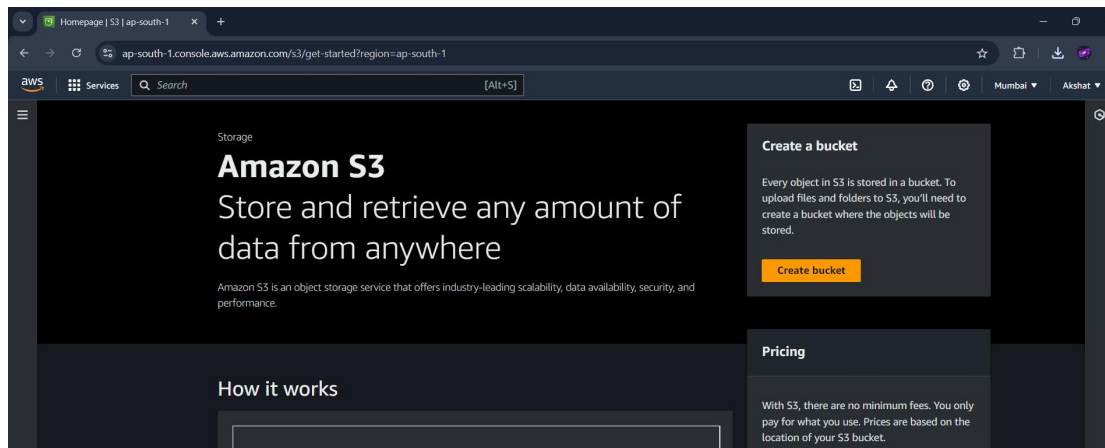 Homepage | S3 | ap-south-1
ap-south-1.console.aws.amazon.com/s3/get-started?region=ap-south-1
aws
Services
Search
[Alt+S]
Mumbai
Akshat
Storage
Amazon S3
Store and retrieve any amount of
data from anywhere
Amazon S3 is an object storage service that offers industry-leading scalability, data availability, security, and
performance.
How it works
Create a bucket
Every object in S3 is stored in a bucket. To
upload files and folders to S3, you'll need to
create a bucket where the objects will be
stored.
Create bucket
Pricing
With S3, there are no minimum fees. You only
pay for what you use. Prices are based on the
location of your S3 bucket.